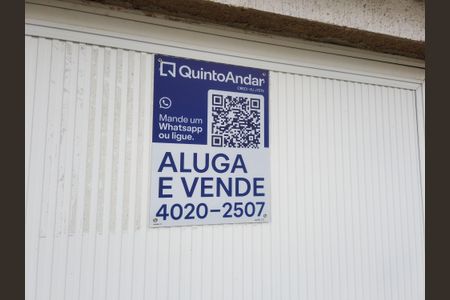 QuintoAndar
Mande um
Whatsapp
ou ligue.
ALUGA
E VENDE
4020-2507